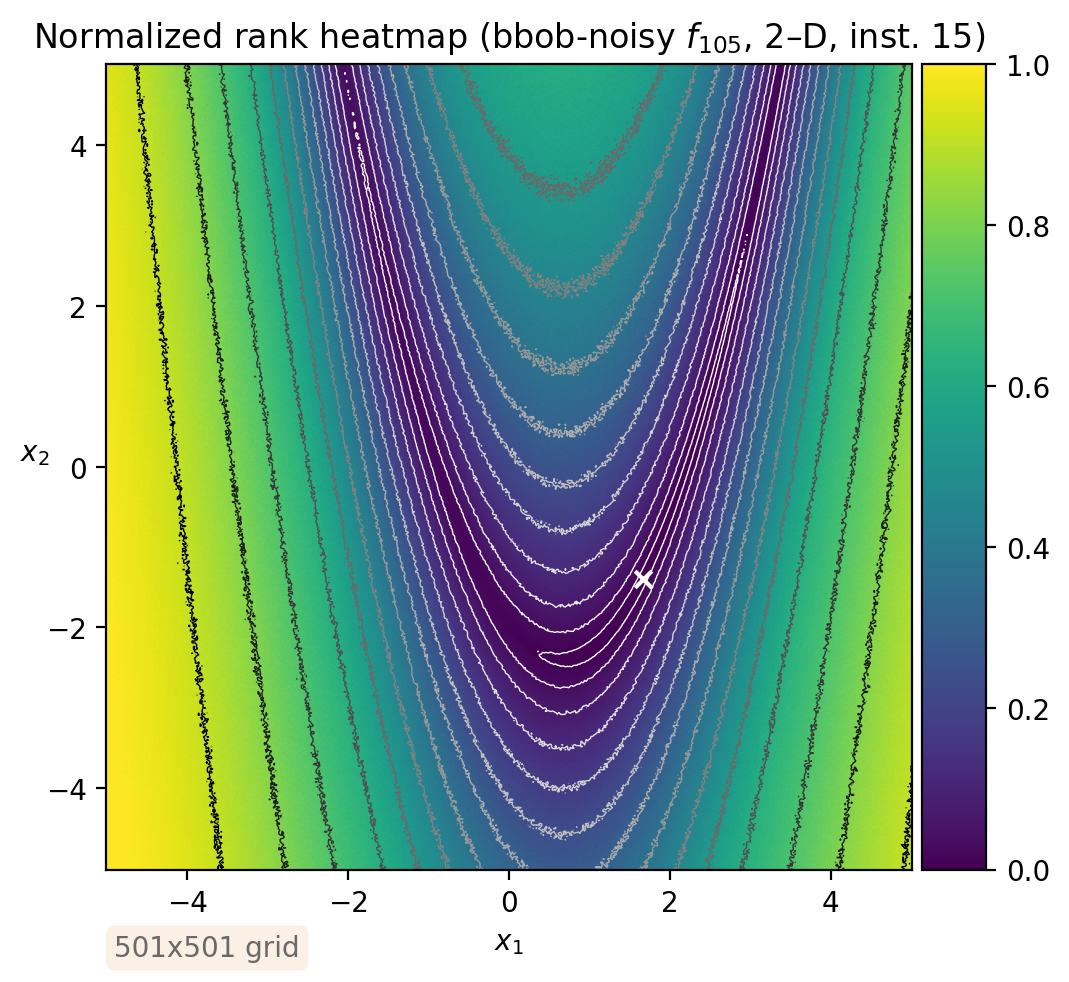 Normalized rank heatmap (bbob-noisy f₁₀₅, 2–D, inst. 15)
1.0
4
0.8
2
0.6
x₂
0
0.4
−2
0.2
−4
0.0
−4 −2 0 2 4
x₁
501x501 grid